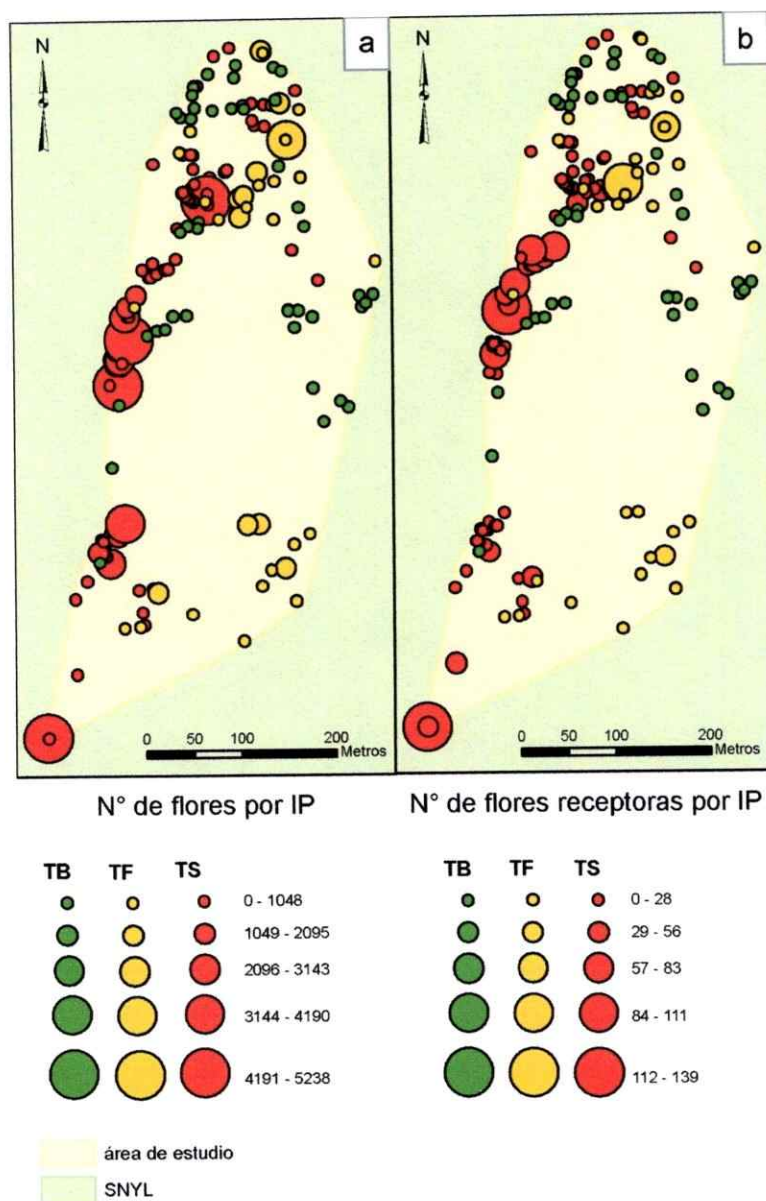 N
a
0 50 100 200
Metros
N
b
0 50 100 200
Metros
N° de flores por IP
TB TF TS
0 - 1048
1049 - 2095
2096 - 3143
3144 - 4190
4191 - 5238
N° de flores receptoras por IP
TB TF TS
0 - 28
29 - 56
57 - 83
84 - 111
112 - 139
área de estudio
SNYL